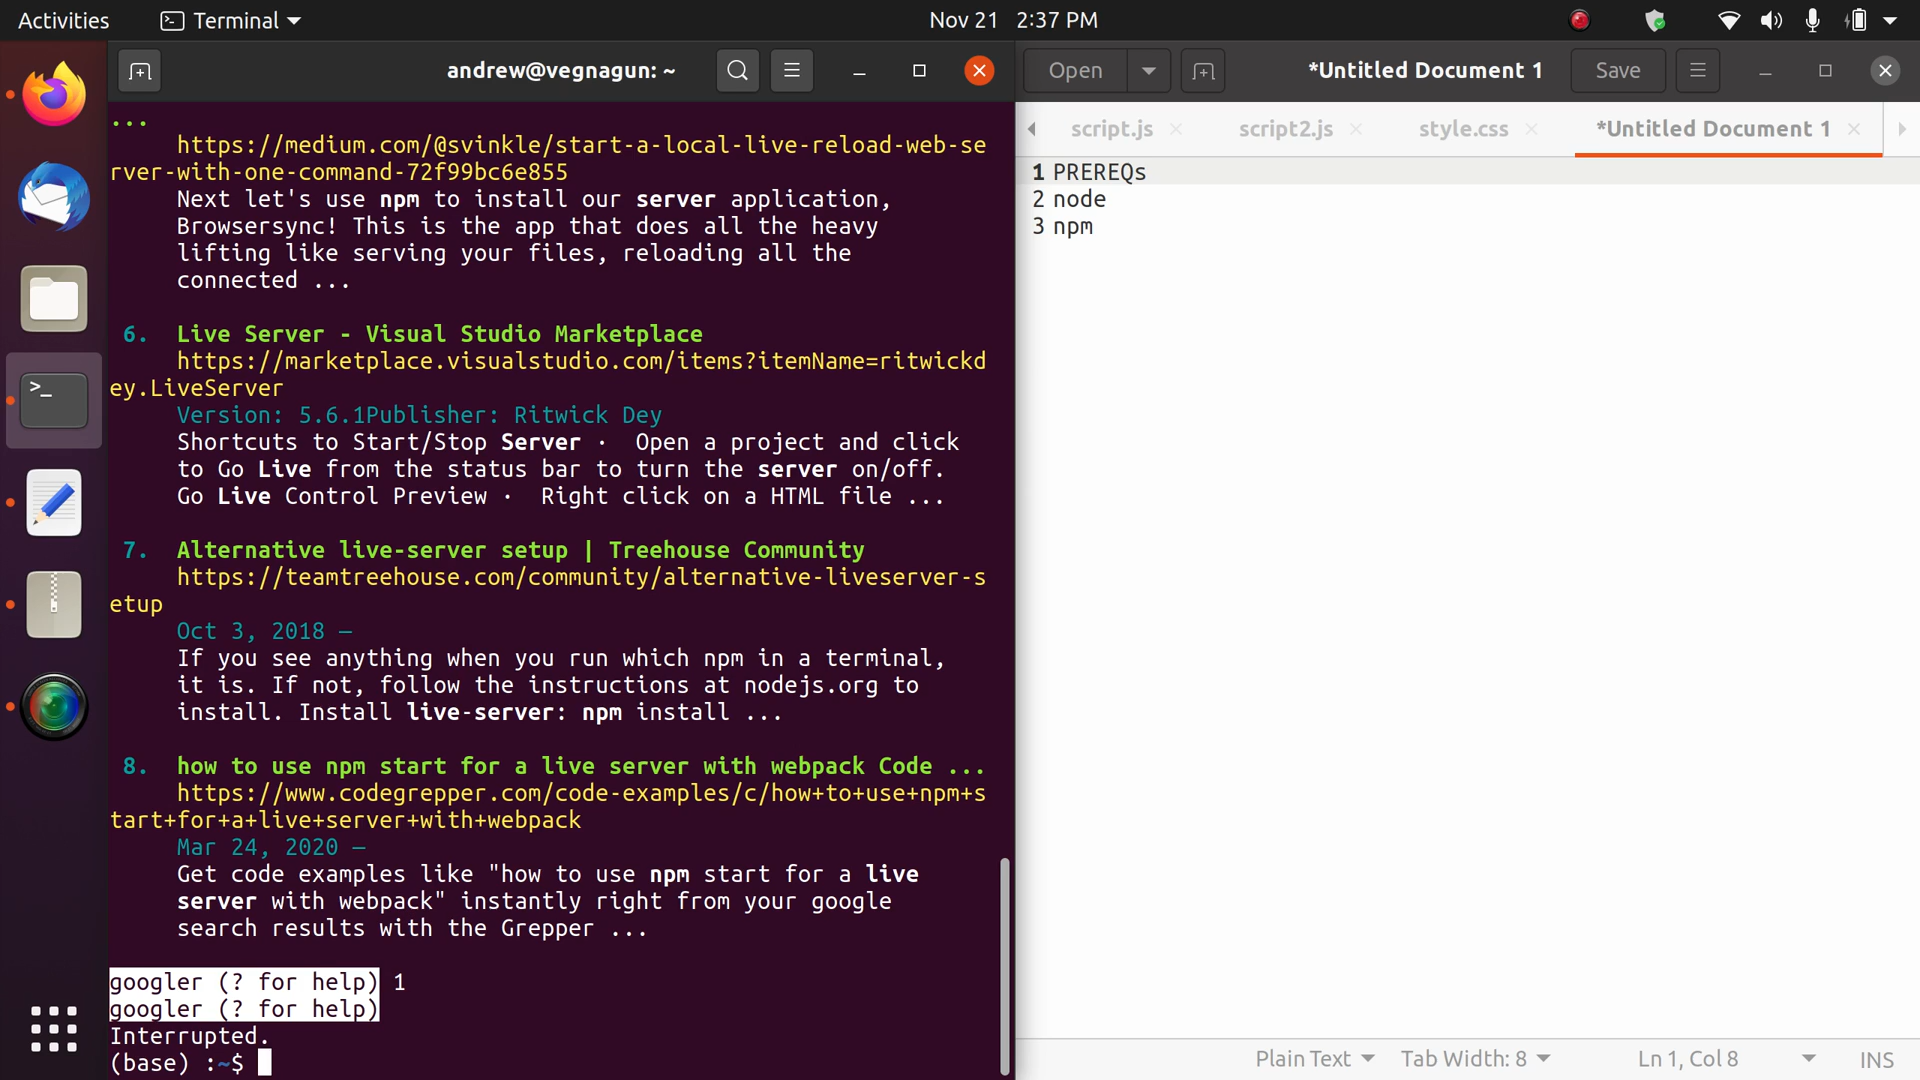 Activities
Terminal
Nov 21 2:37 PM
andrew@vegnagun: ~
...
https://medium.com/@svinkle/start-a-local-live-reload-web-se
rver-with-one-command-72f99bc6e855
Next let's use npm to install our server application,
Browsersync! This is the app that does all the heavy
lifting like serving your files, reloading all the
connected ...
6. Live Server - Visual Studio Marketplace
https://marketplace.visualstudio.com/items?itemName=ritwickd
ey.LiveServer
Version: 5.6.1Publisher: Ritwick Dey
Shortcuts to Start/Stop Server · Open a project and click
to Go Live from the status bar to turn the server on/off.
Go Live Control Preview · Right click on a HTML file ...
7. Alternative live-server setup | Treehouse Community
https://teamtreehouse.com/community/alternative-liveserver-s
etup
Oct 3, 2018 —
If you see anything when you run which npm in a terminal,
it is. If not, follow the instructions at nodejs.org to
install. Install live-server: npm install ...
8. how to use npm start for a live server with webpack Code ...
https://www.codegrepper.com/code-examples/c/how+to+use+npm+s
tart+for+a+live+server+with+webpack
Mar 24, 2020 —
Get code examples like "how to use npm start for a live
server with webpack" instantly right from your google
search results with the Grepper ...
googler (? for help) 1
googler (? for help)
Interrupted.
(base) :~$
Open
*Untitled Document 1
Save
script.js
script2.js
style.css
*Untitled Document 1
1 PREREQs
2 node
3 npm
Plain Text
Tab Width: 8
Ln 1, Col 8
INS